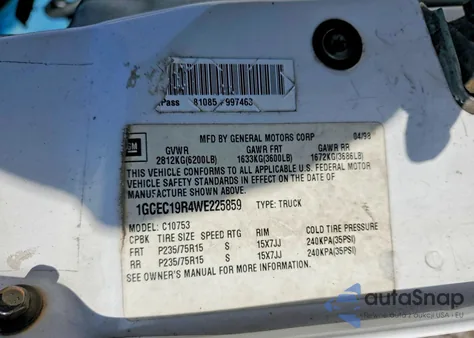 Pass 81085 997463
GM
MFD BY GENERAL MOTORS CORP 04/98
GVWR GAWR FRT GAWR RR
2812KG(6200LB) 1633KG(3600LB) 1672KG(3686LB)
THIS VEHICLE CONFORMS TO ALL APPLICABLE U.S. FEDERAL MOTOR
VEHICLE SAFETY STANDARDS IN EFFECT ON THE DATE OF
MANUFACTURE SHOWN ABOVE.
1GCEC19R4WE225859 TYPE: TRUCK
MODEL: C10753
CPBK TIRE SIZE SPEED RTG RIM COLD TIRE PRESSURE
FRT P235/75R15 S 15X7JJ 240KPA(35PSI)
RR P235/75R15 S 15X7JJ 240KPA(35PSI)
SEE OWNER'S MANUAL FOR MORE INFORMATION.
autoSnap